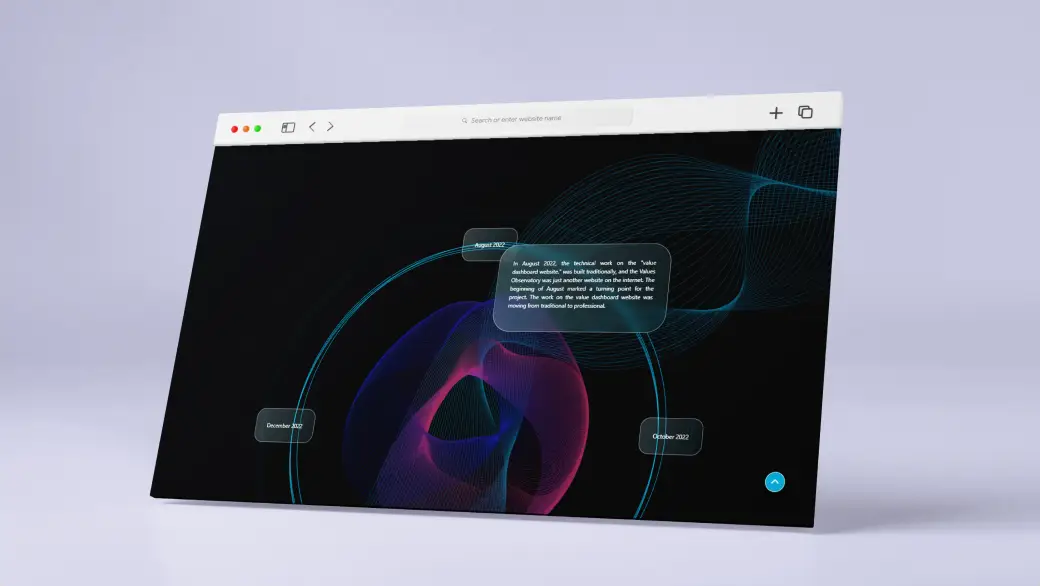 Search or enter website name
August 2022
In August 2022, the technical work on the "value
dashboard website." was built traditionally, and the Values
Observatory was just another website on the internet. The
beginning of August marked a turning point for the
project. The work on the value dashboard website was
moving from traditional to professional.
December 2022
October 2022